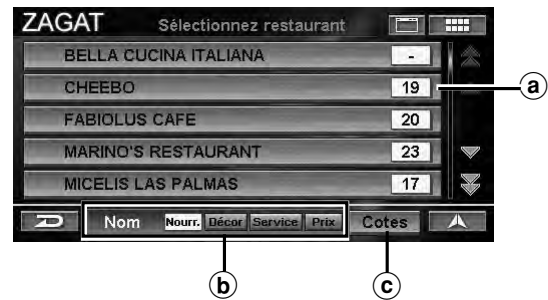 ZAGAT Sélectionnez restaurant
BELLA CUCINA ITALIANA -
CHEEBO 19
FABIOLUS CAFE 20
MARINO'S RESTAURANT 23
MICELIS LAS PALMAS 17
Nom Nourr. Décor Service Prix Cotes
a
b c